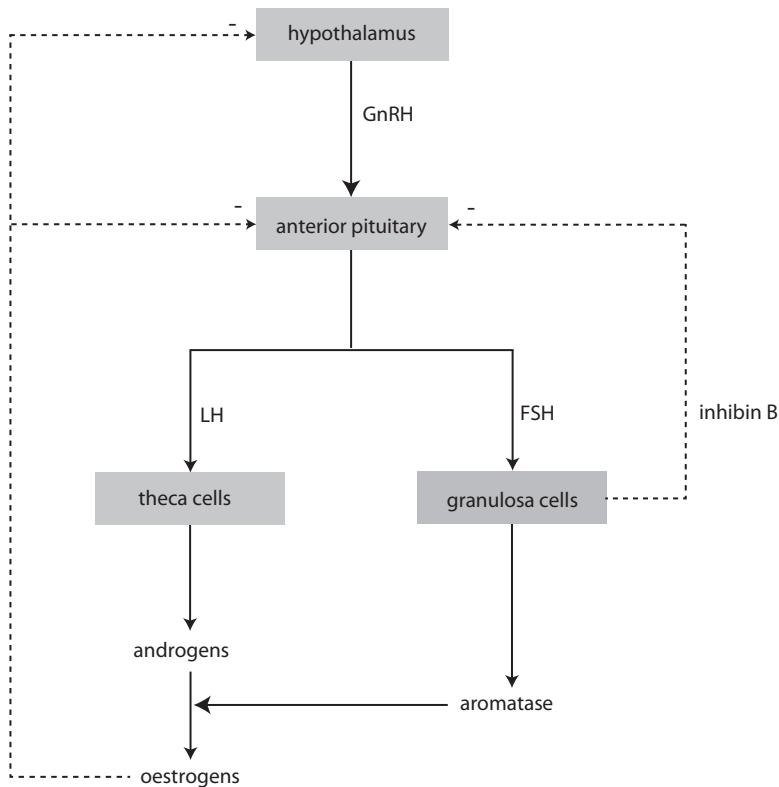 -
hypothalamus
GnRH
-
-
anterior pituitary
LH
FSH
inhibin B
theca cells
granulosa cells
androgens
aromatase
oestrogens